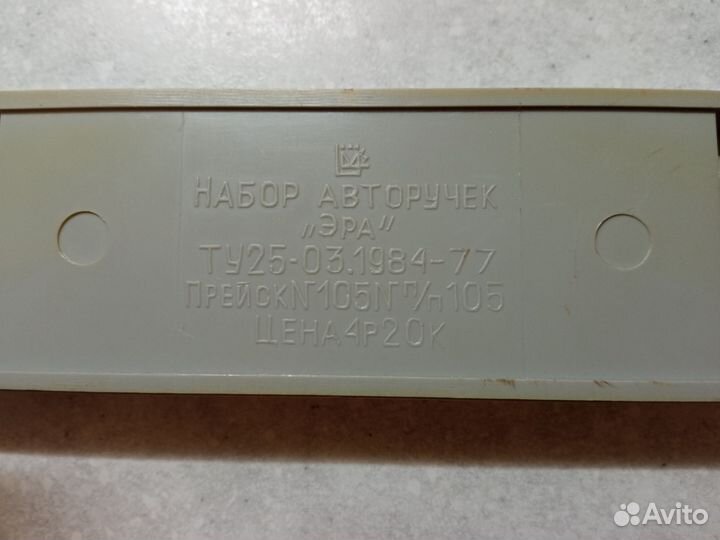 НАБОР АВТОРУЧЕК
„ЭРА"
ТУ25-03.1984-77
ПРЕЙСК№105№п/п105
ЦЕНА4Р20К
Avito